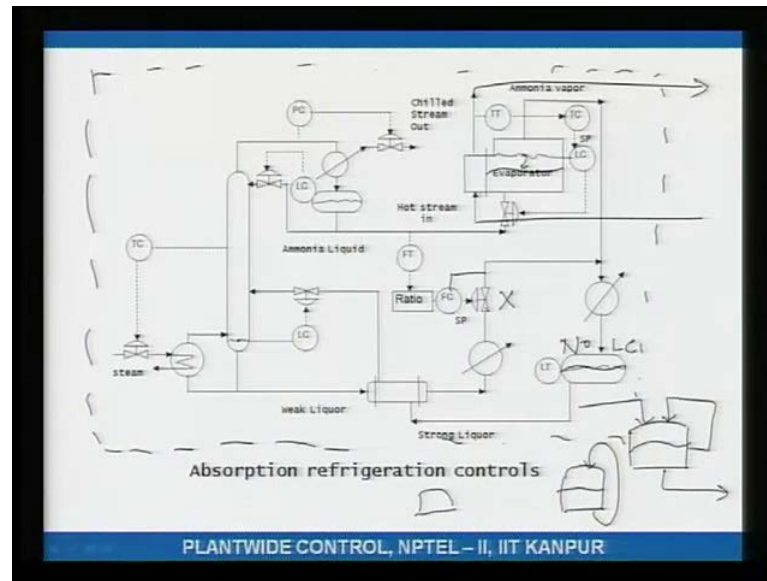 Ammonia vapor
PC
Chilled
Stream
Out
TT
TC
SP
LC
LC
Evaporator
Hot stream
in
TC
Ammonia Liquid
FT
Ratio
FC
X
SP
LC
No LC
steam
LT
Weak Liquor
Strong Liquor
Absorption refrigeration controls
PLANTWIDE CONTROL, NPTEL – II, IIT KANPUR